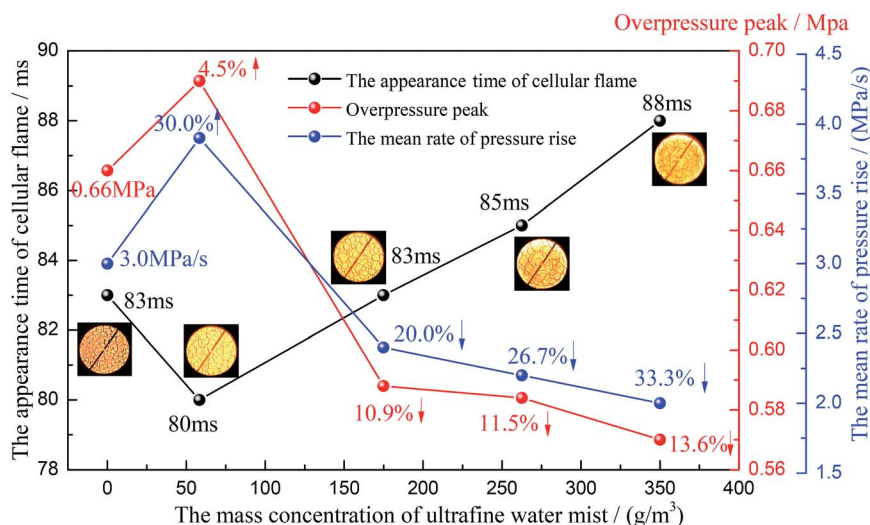 Overpressure peak / Mpa
The appearance time of cellular flame / ms
90
88
86
84
82
80
78
The appearance time of cellular flame
Overpressure peak
The mean rate of pressure rise
4.5%
30.0%
0.66MPa
3.0MPa/s
83ms
80ms
83ms
85ms
88ms
20.0%
26.7%
33.3%
10.9%
11.5%
13.6%
0.70
0.68
0.66
0.64
0.62
0.60
0.58
0.56
4.5
4.0
3.5
3.0
2.5
2.0
1.5
The mean rate of pressure rise / (MPa/s)
0 50 100 150 200 250 300 350 400
The mass concentration of ultrafine water mist / (g/m³)